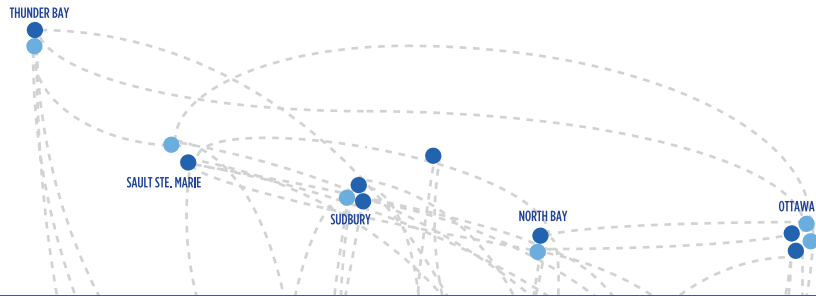 THUNDER BAY
SAULT STE. MARIE
SUDBURY
NORTH BAY
OTTAWA